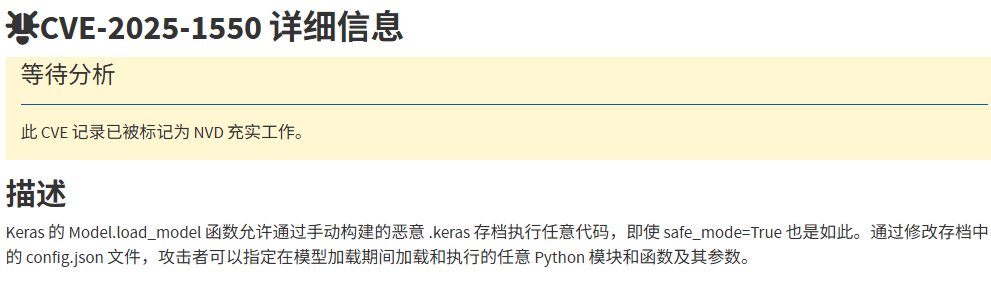 CVE-2025-1550 详细信息
等待分析
此 CVE 记录已被标记为 NVD 充实工作。
描述
Keras 的 Model.load_model 函数允许通过手动构建的恶意 .keras 存档执行任意代码，即使 safe_mode=True 也是如此。通过修改存档中
的 config.json 文件，攻击者可以指定在模型加载期间加载和执行的任意 Python 模块和函数及其参数。